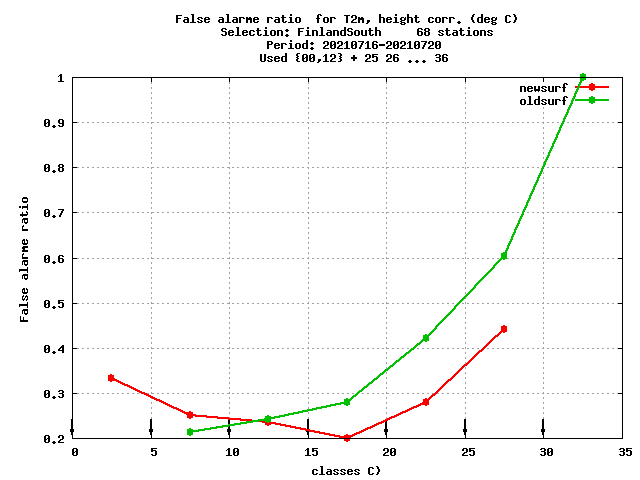 False alarme ratio  for T2m, height corr. (deg C)
Selection: FinlandSouth     68 stations
Period: 20210716-20210720
Used {00,12} + 25 26 ... 36
newsurf
oldsurf
1
0.9
0.8
0.7
0.6
0.5
0.4
0.3
0.2
False alarme ratio
0 5 10 15 20 25 30 35
classes C)